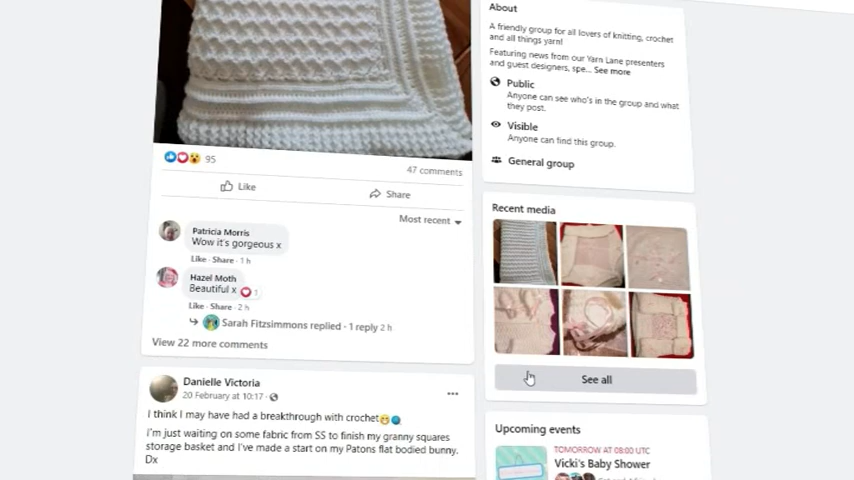 95
47 comments
Like
Share
Most recent
Patricia Morris
Wow it's gorgeous x
Like · Share · 1 h
Hazel Moth
Beautiful x
1
Like · Share · 2 h
Sarah Fitzsimmons replied · 1 reply 2 h
View 22 more comments
Danielle Victoria
20 February at 10:17 ·
I think I may have had a breakthrough with crochet
I'm just waiting on some fabric from SS to finish my granny squares
storage basket and I've made a start on my Patons flat bodied bunny.
Dx
About
A friendly group for all lovers of knitting, crochet
and all things yarn!
Featuring news from our Yarn Lane presenters
and guest designers, spe... See more
Public
Anyone can see who's in the group and what
they post.
Visible
Anyone can find this group.
General group
Recent media
See all
Upcoming events
TOMORROW AT 08:00 UTC
Vicki's Baby Shower